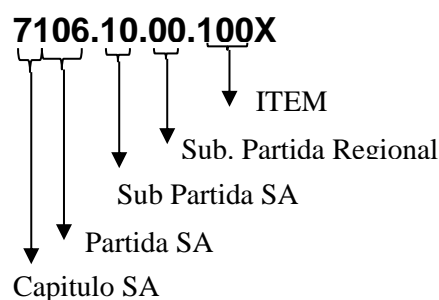 7106.10.00.100X
ITEM
Sub. Partida Regional
Sub Partida SA
Partida SA
Capitulo SA